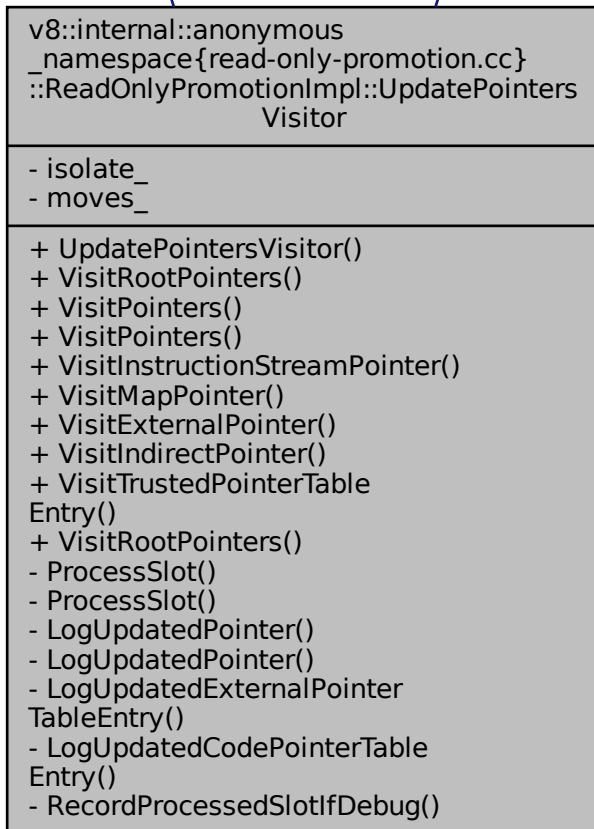 v8::internal::anonymous
_namespace{read-only-promotion.cc}
::ReadOnlyPromotionImpl::UpdatePointers
Visitor
- isolate_
- moves_
+ UpdatePointersVisitor()
+ VisitRootPointers()
+ VisitPointers()
+ VisitPointers()
+ VisitInstructionStreamPointer()
+ VisitMapPointer()
+ VisitExternalPointer()
+ VisitIndirectPointer()
+ VisitTrustedPointerTable
Entry()
+ VisitRootPointers()
- ProcessSlot()
- ProcessSlot()
- LogUpdatedPointer()
- LogUpdatedPointer()
- LogUpdatedExternalPointer
TableEntry()
- LogUpdatedCodePointerTable
Entry()
- RecordProcessedSlotIfDebug()